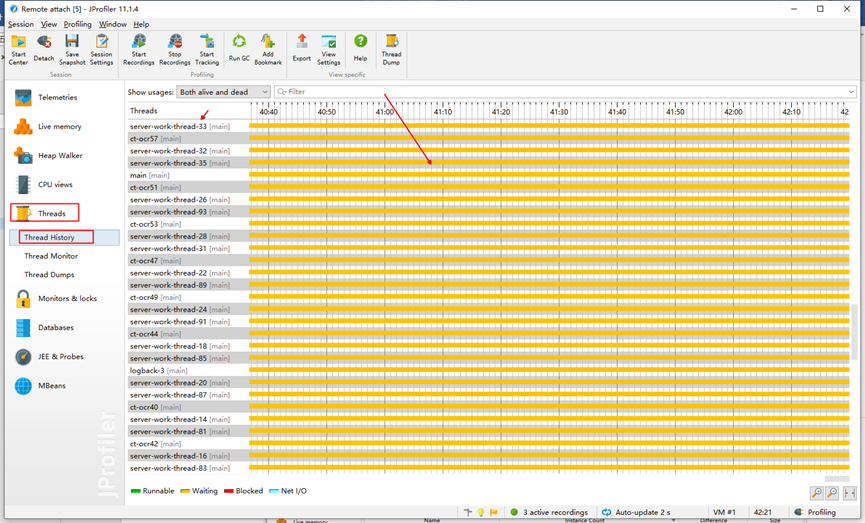 Remote attach [5] - JProfiler 11.1.4
Session View Profiling Window Help
Start Center
Detach
Save Snapshot
Session Settings
Start Recordings
Stop Recordings
Start Tracking
Run GC
Add Bookmark
Export
View Settings
Help
Thread Dump
Session Profiling View specific
Telemetries
Live memory
Heap Walker
CPU views
Threads
Thread History
Thread Monitor
Thread Dumps
Monitors & locks
Databases
JEE & Probes
MBeans
JProfiler
Show usages: Both alive and dead Filter
Threads 40:40 40:50 41:00 41:10 41:20 41:30 41:40 41:50 42:00 42:10 42
server-work-thread-33 [main]
ct-ocr57 [main]
server-work-thread-32 [main]
server-work-thread-35 [main]
main [main]
ct-ocr51 [main]
server-work-thread-26 [main]
server-work-thread-93 [main]
ct-ocr53 [main]
server-work-thread-28 [main]
server-work-thread-31 [main]
ct-ocr47 [main]
server-work-thread-22 [main]
server-work-thread-89 [main]
ct-ocr49 [main]
server-work-thread-24 [main]
server-work-thread-91 [main]
ct-ocr44 [main]
server-work-thread-18 [main]
server-work-thread-85 [main]
logback-3 [main]
server-work-thread-20 [main]
server-work-thread-87 [main]
ct-ocr40 [main]
server-work-thread-14 [main]
server-work-thread-81 [main]
ct-ocr42 [main]
server-work-thread-16 [main]
server-work-thread-83 [main]
Runnable Waiting Blocked Net I/O
3 active recordings Auto-update 2 s VM #1 42:21 Profiling
Live memory Name Instance Count Size